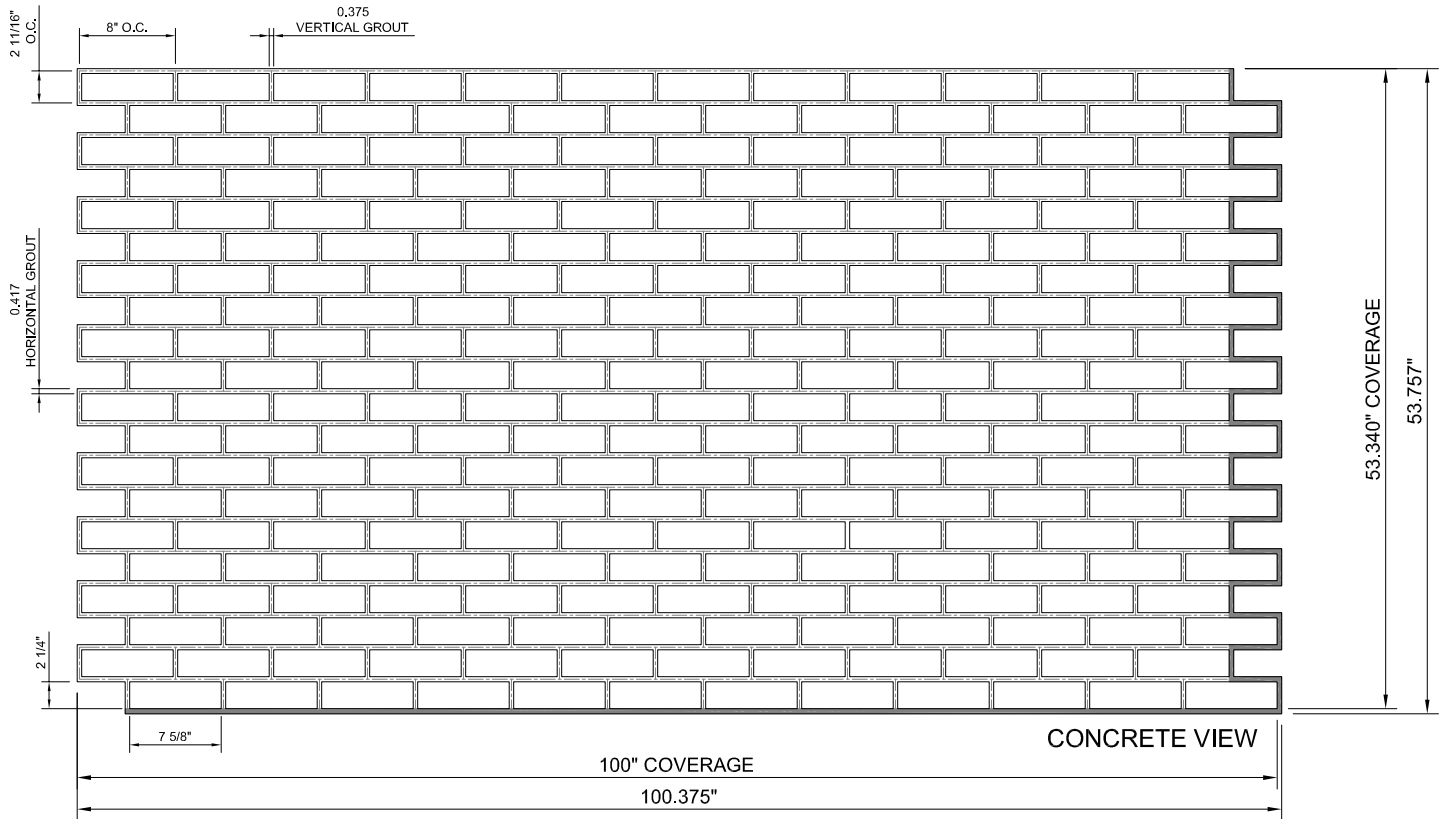 2 11/16"
O.C.
8" O.C.
0.375
VERTICAL GROUT
0.417
HORIZONTAL GROUT
53.340" COVERAGE
53.757"
2 1/4"
7 5/8"
CONCRETE VIEW
100" COVERAGE
100.375"